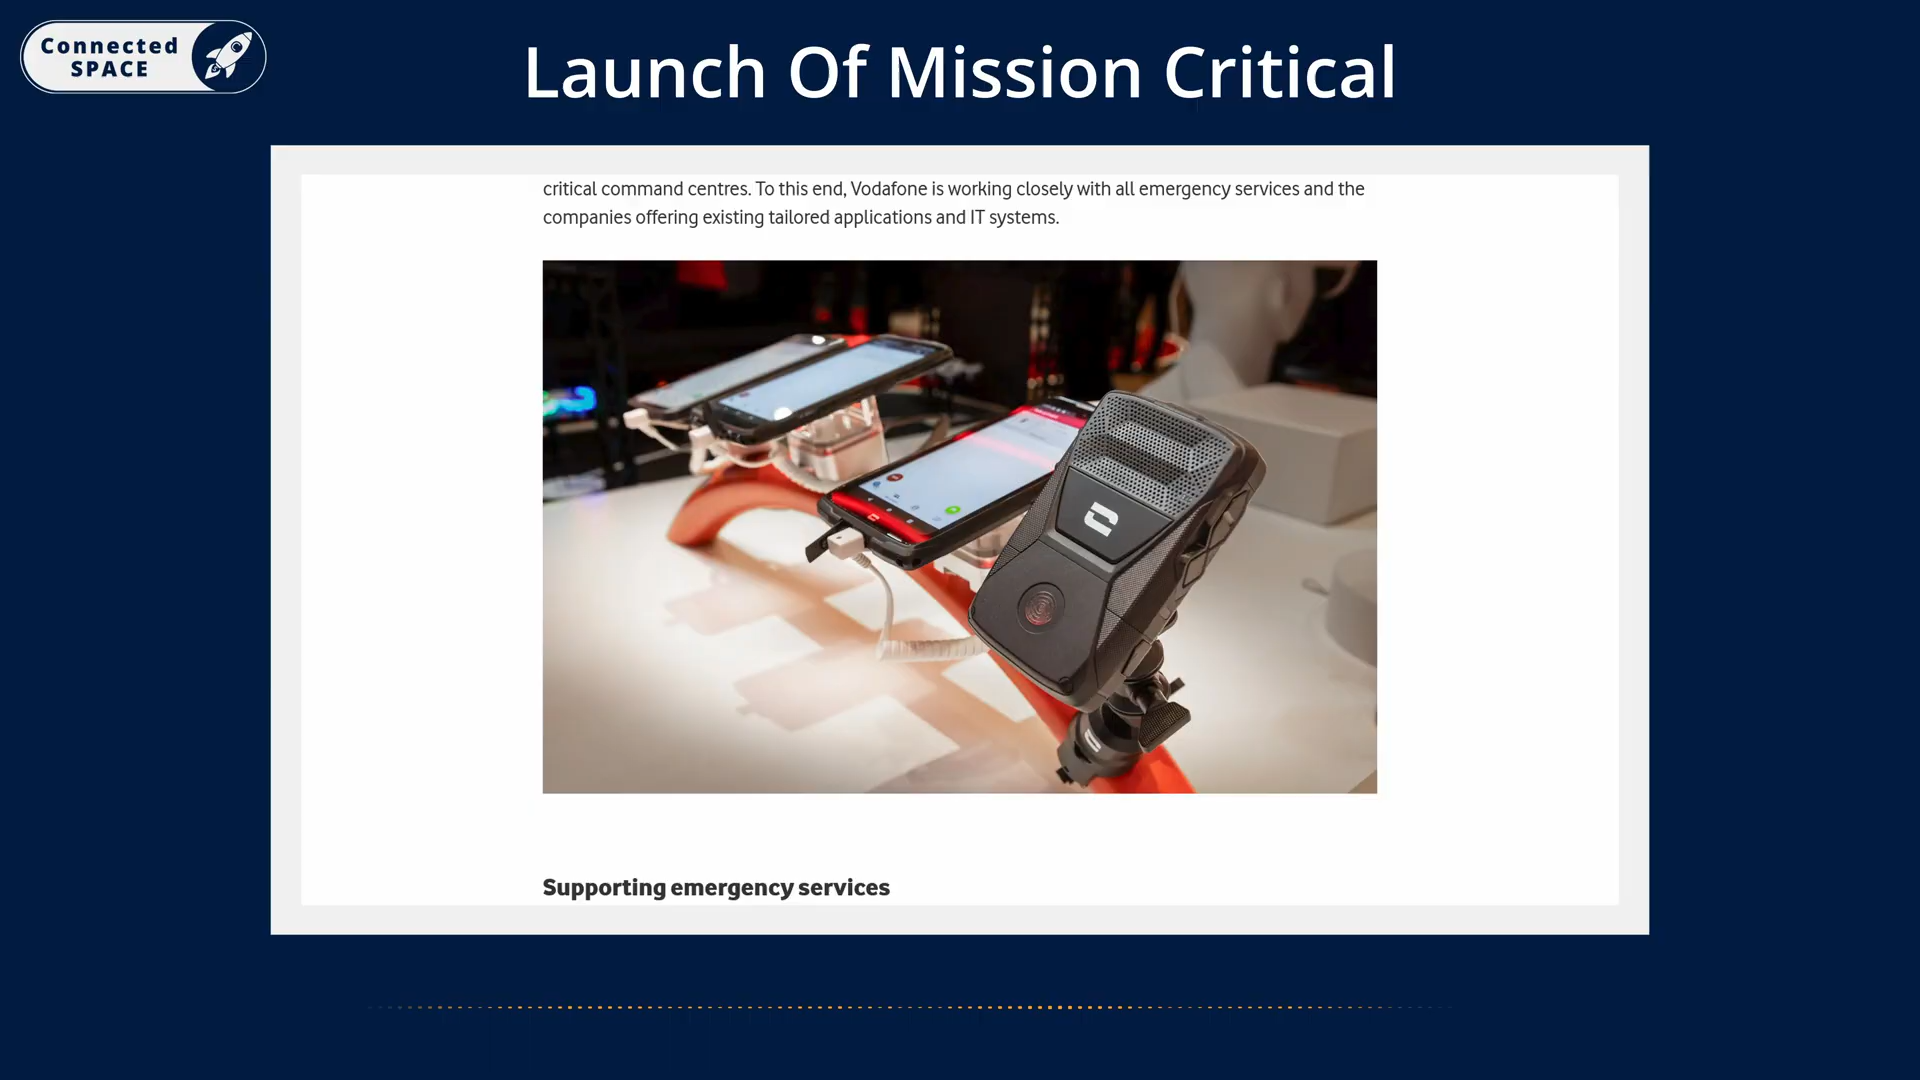 Connected
SPACE
Launch Of Mission Critical
critical command centres. To this end, Vodafone is working closely with all emergency services and the
companies offering existing tailored applications and IT systems.
Supporting emergency services